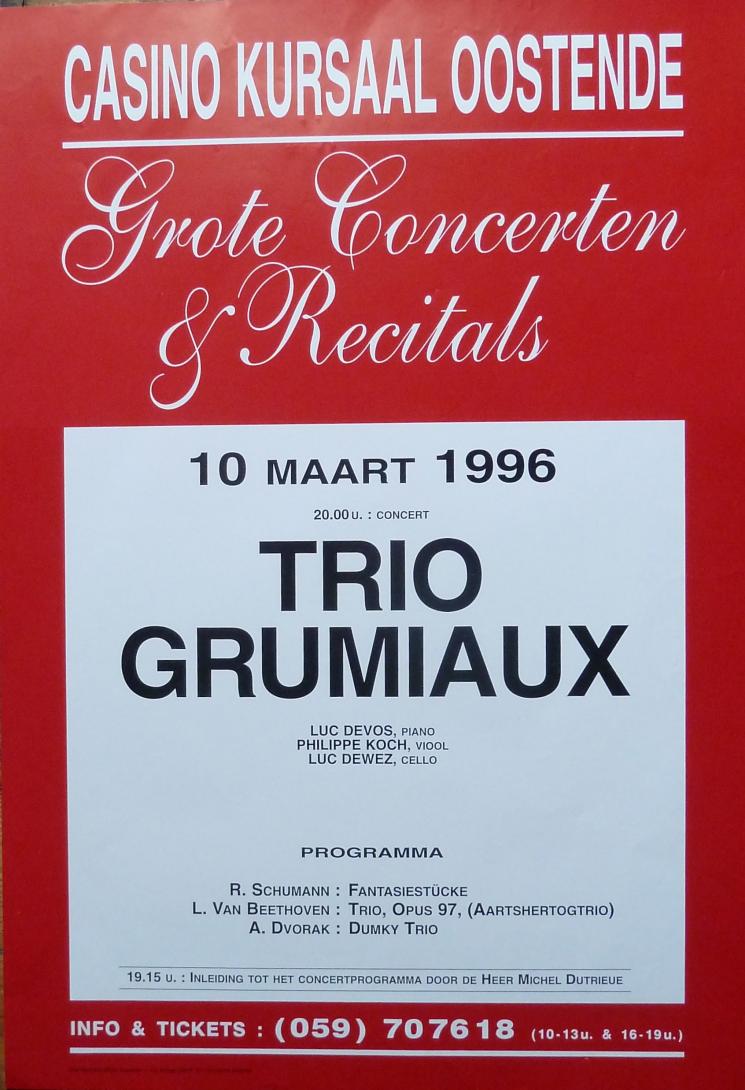 CASINO KURSAAL OOSTENDE
Grote Concerten
& Recitals
10 MAART 1996
20.00 U. : CONCERT
TRIO
GRUMIAUX
LUC DEVOS, PIANO
PHILIPPE KOCH, VIOOL
LUC DEWEZ, CELLO
PROGRAMMA
R. SCHUMANN : FANTASIESTÜCKE
L. VAN BEETHOVEN : TRIO, OPUS 97, (AARTSHERTOGTRIO)
A. DVORAK : DUMKY TRIO
19.15 U. : INLEIDING TOT HET CONCERTPROGRAMMA DOOR DE HEER MICHEL DUTRIEUE
INFO & TICKETS : (059) 707618 (10-13u. & 16-19u.)